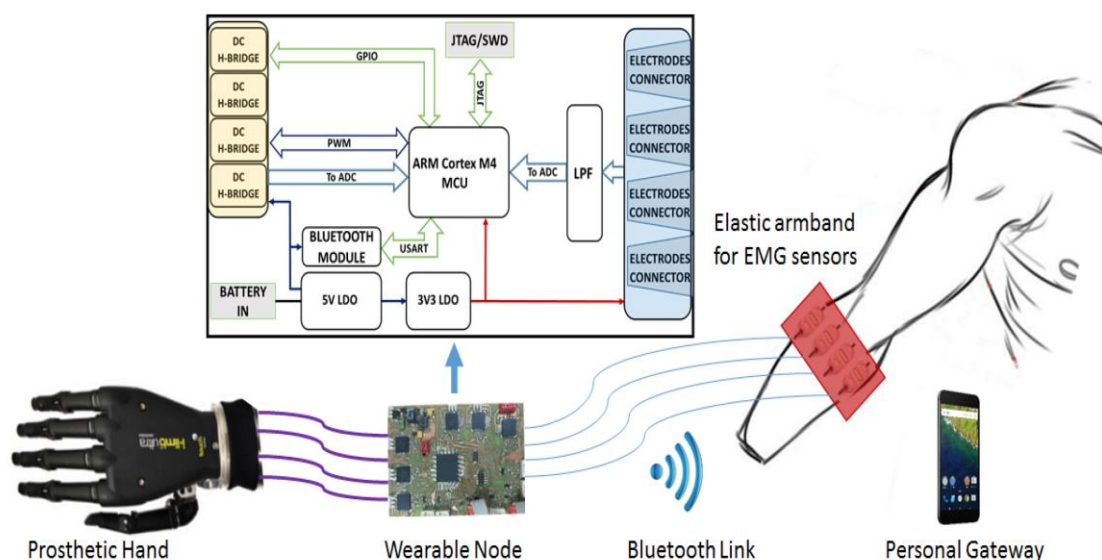 DC
H-BRIDGE
DC
H-BRIDGE
DC
H-BRIDGE
DC
H-BRIDGE
GPIO
JTAG/SWD
JTAG
PWM
ARM Cortex M4
MCU
To ADC
To ADC
LPF
ELECTRODES
CONNECTOR
ELECTRODES
CONNECTOR
ELECTRODES
CONNECTOR
ELECTRODES
CONNECTOR
BLUETOOTH
MODULE
USART
BATTERY
IN
5V LDO
3V3 LDO
Elastic armband
for EMG sensors
ultra
Prosthetic Hand
Wearable Node
Bluetooth Link
Personal Gateway